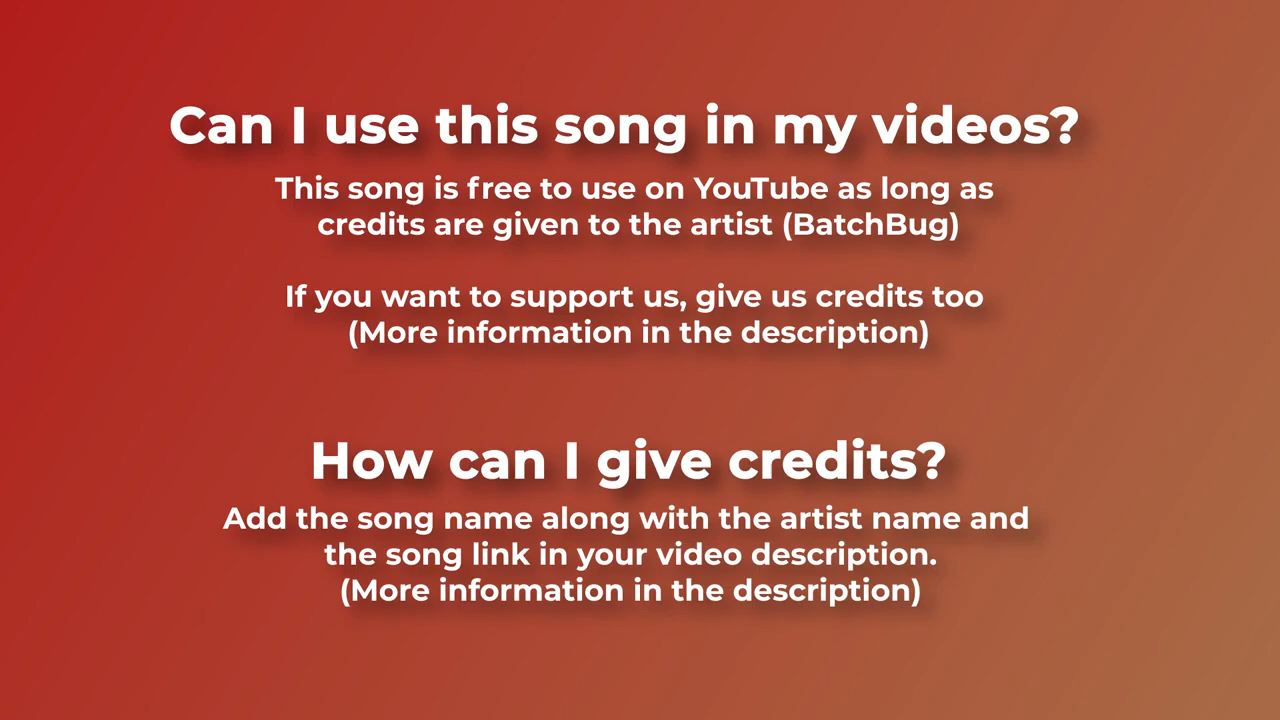 Can I use this song in my videos?
This song is free to use on YouTube as long as
credits are given to the artist (BatchBug)
If you want to support us, give us credits too
(More information in the description)
How can I give credits?
Add the song name along with the artist name and
the song link in your video description.
(More information in the description)